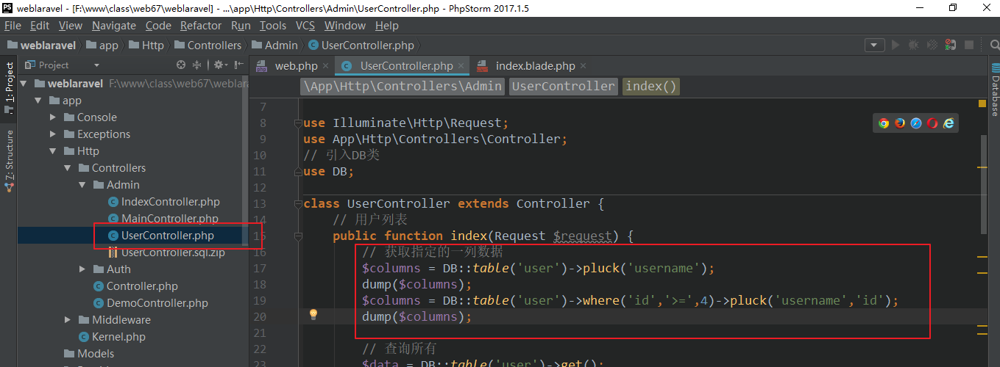 weblaravel - [F:\www\class\web67\weblaravel] - ...\app\Http\Controllers\Admin\UserController.php - PhpStorm 2017.1.5
File Edit View Navigate Code Refactor Run Tools VCS Window Help
weblaravel app Http Controllers Admin UserController.php
1: Project
7: Structure
Project
weblaravel F:\www\class\web67\weblara
app
Console
Exceptions
Http
Controllers
Admin
IndexController.php
MainController.php
UserController.php
UserController.sql.zip
Auth
Controller.php
DemoController.php
Middleware
Kernel.php
Models
web.php UserController.php index.blade.php
\App\Http\Controllers\Admin UserController index()
7
8 use Illuminate\Http\Request;
9 use App\Http\Controllers\Controller;
10 // 引入DB类
11 use DB;
12
13 class UserController extends Controller {
14 // 用户列表
15 public function index(Request $request) {
16 // 获取指定的一列数据
17 $columns = DB::table('user')->pluck('username');
18 dump($columns);
19 $columns = DB::table('user')->where('id','>=',4)->pluck('username','id');
20 dump($columns);
21
22 // 查询所有
23 $data = DB::table('user')->get();
Database